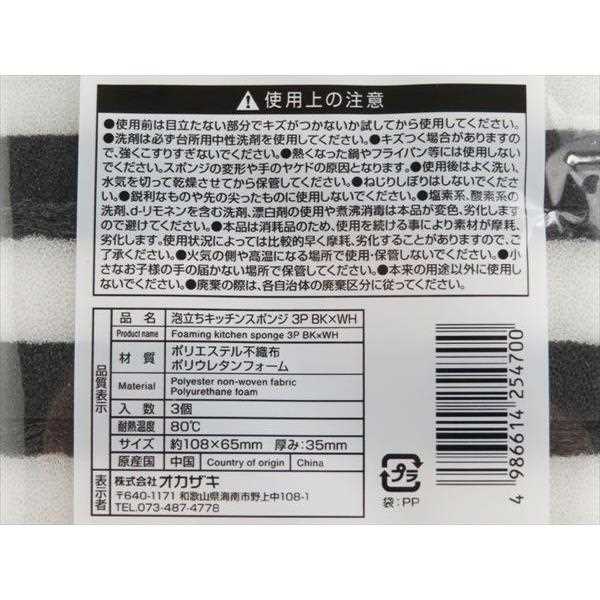 使用上の注意
●使用前は目立たない部分でキズがつかないか試してから使用してください。
●洗剤は必ず台所用中性洗剤を使用してください。●キズつく場合がありますの
で、強くこすりすぎないでください。●熱くなった鍋やフライパン等には使用しない
でください。スポンジの変形や手のヤケドの原因となります。●使用後はよく洗い、
水気を切って乾燥させてから保管してください。●ねじりしぼりはしないでくださ
い。●鋭利なものや先の尖ったものに使用しないでください。●塩素系、酸素系の
洗剤、d-リモネンを含む洗剤、漂白剤の使用や煮沸消毒は本品が変色、劣化します
ので避けてください。●本品は消耗品のため、使用を続ける事により素材が摩耗、
劣化します。使用状況によっては比較的早く摩耗、劣化することがありますので、ご
了承ください。●火気の側や高温になる場所で使用・保管しないでください。●小
さなお子様の手の届かない場所で保管してください。●本来の用途以外に使用し
ないでください。●廃棄の際は、各自治体の廃棄区分に従ってください。
品質表示
品 名 泡立ちキッチンスポンジ 3P BK×WH
Product name Foaming kitchen sponge 3P BK×WH
材 質 ポリエステル不織布
ポリウレタンフォーム
Material Polyester non-woven fabric
Polyurethane foam
入 数 3個
耐熱温度 80℃
サイズ 約108×65mm 厚み:35mm
原産国 中国 Country of origin China
表示者 株式会社オカザキ
〒640-1171 和歌山県海南市野上中108-1
TEL.073-487-4778
プラ
袋:PP
4 986614 254700